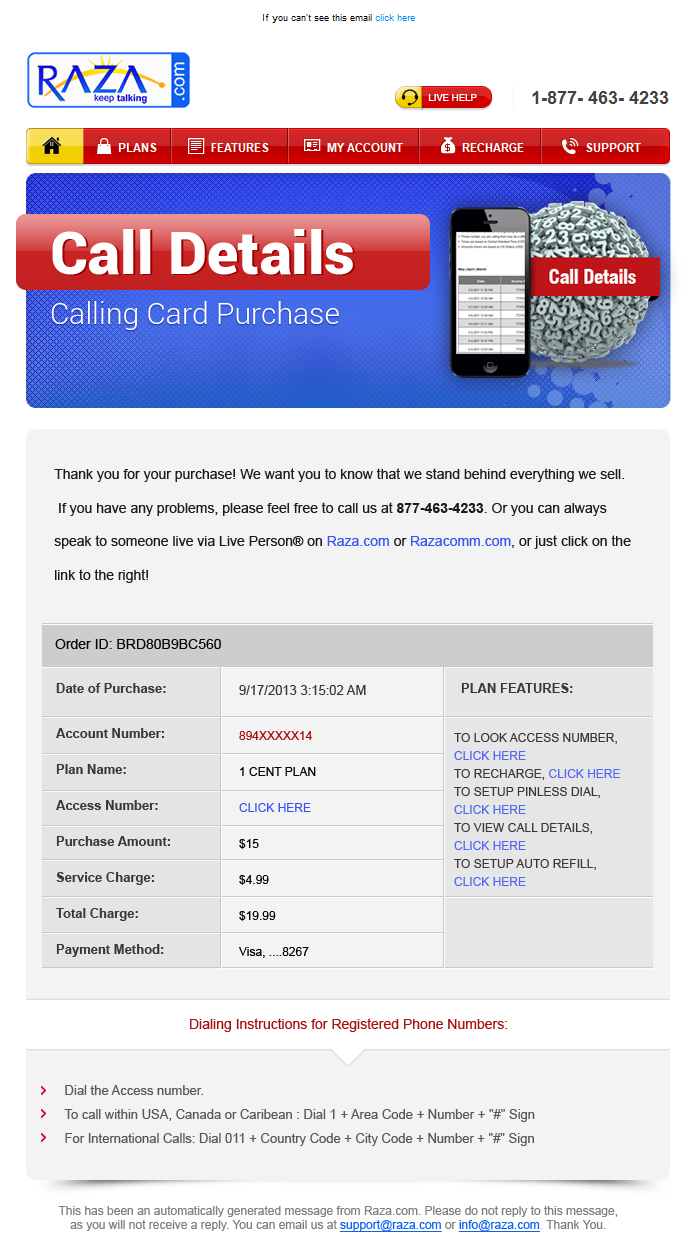 If you can't see this email click here
RAZA .com
keep talking
LIVE HELP
1-877- 463- 4233
PLANS FEATURES MY ACCOUNT RECHARGE SUPPORT
Call Details
Calling Card Purchase
Call Details
Thank you for your purchase! We want you to know that we stand behind everything we sell.
If you have any problems, please feel free to call us at 877-463-4233. Or you can always
speak to someone live via Live Person® on Raza.com or Razacomm.com, or just click on the
link to the right!
Order ID: BRD80B9BC560
Date of Purchase: 9/17/2013 3:15:02 AM
Account Number: 894XXXXX14
Plan Name: 1 CENT PLAN
Access Number: CLICK HERE
Purchase Amount: $15
Service Charge: $4.99
Total Charge: $19.99
Payment Method: Visa, ....8267
PLAN FEATURES:
TO LOOK ACCESS NUMBER,
CLICK HERE
TO RECHARGE, CLICK HERE
TO SETUP PINLESS DIAL,
CLICK HERE
TO VIEW CALL DETAILS,
CLICK HERE
TO SETUP AUTO REFILL,
CLICK HERE
Dialing Instructions for Registered Phone Numbers:
Dial the Access number.
To call within USA, Canada or Caribean : Dial 1 + Area Code + Number + "#" Sign
For International Calls: Dial 011 + Country Code + City Code + Number + "#" Sign
This has been an automatically generated message from Raza.com. Please do not reply to this message,
as you will not receive a reply. You can email us at support@raza.com or info@raza.com. Thank You.